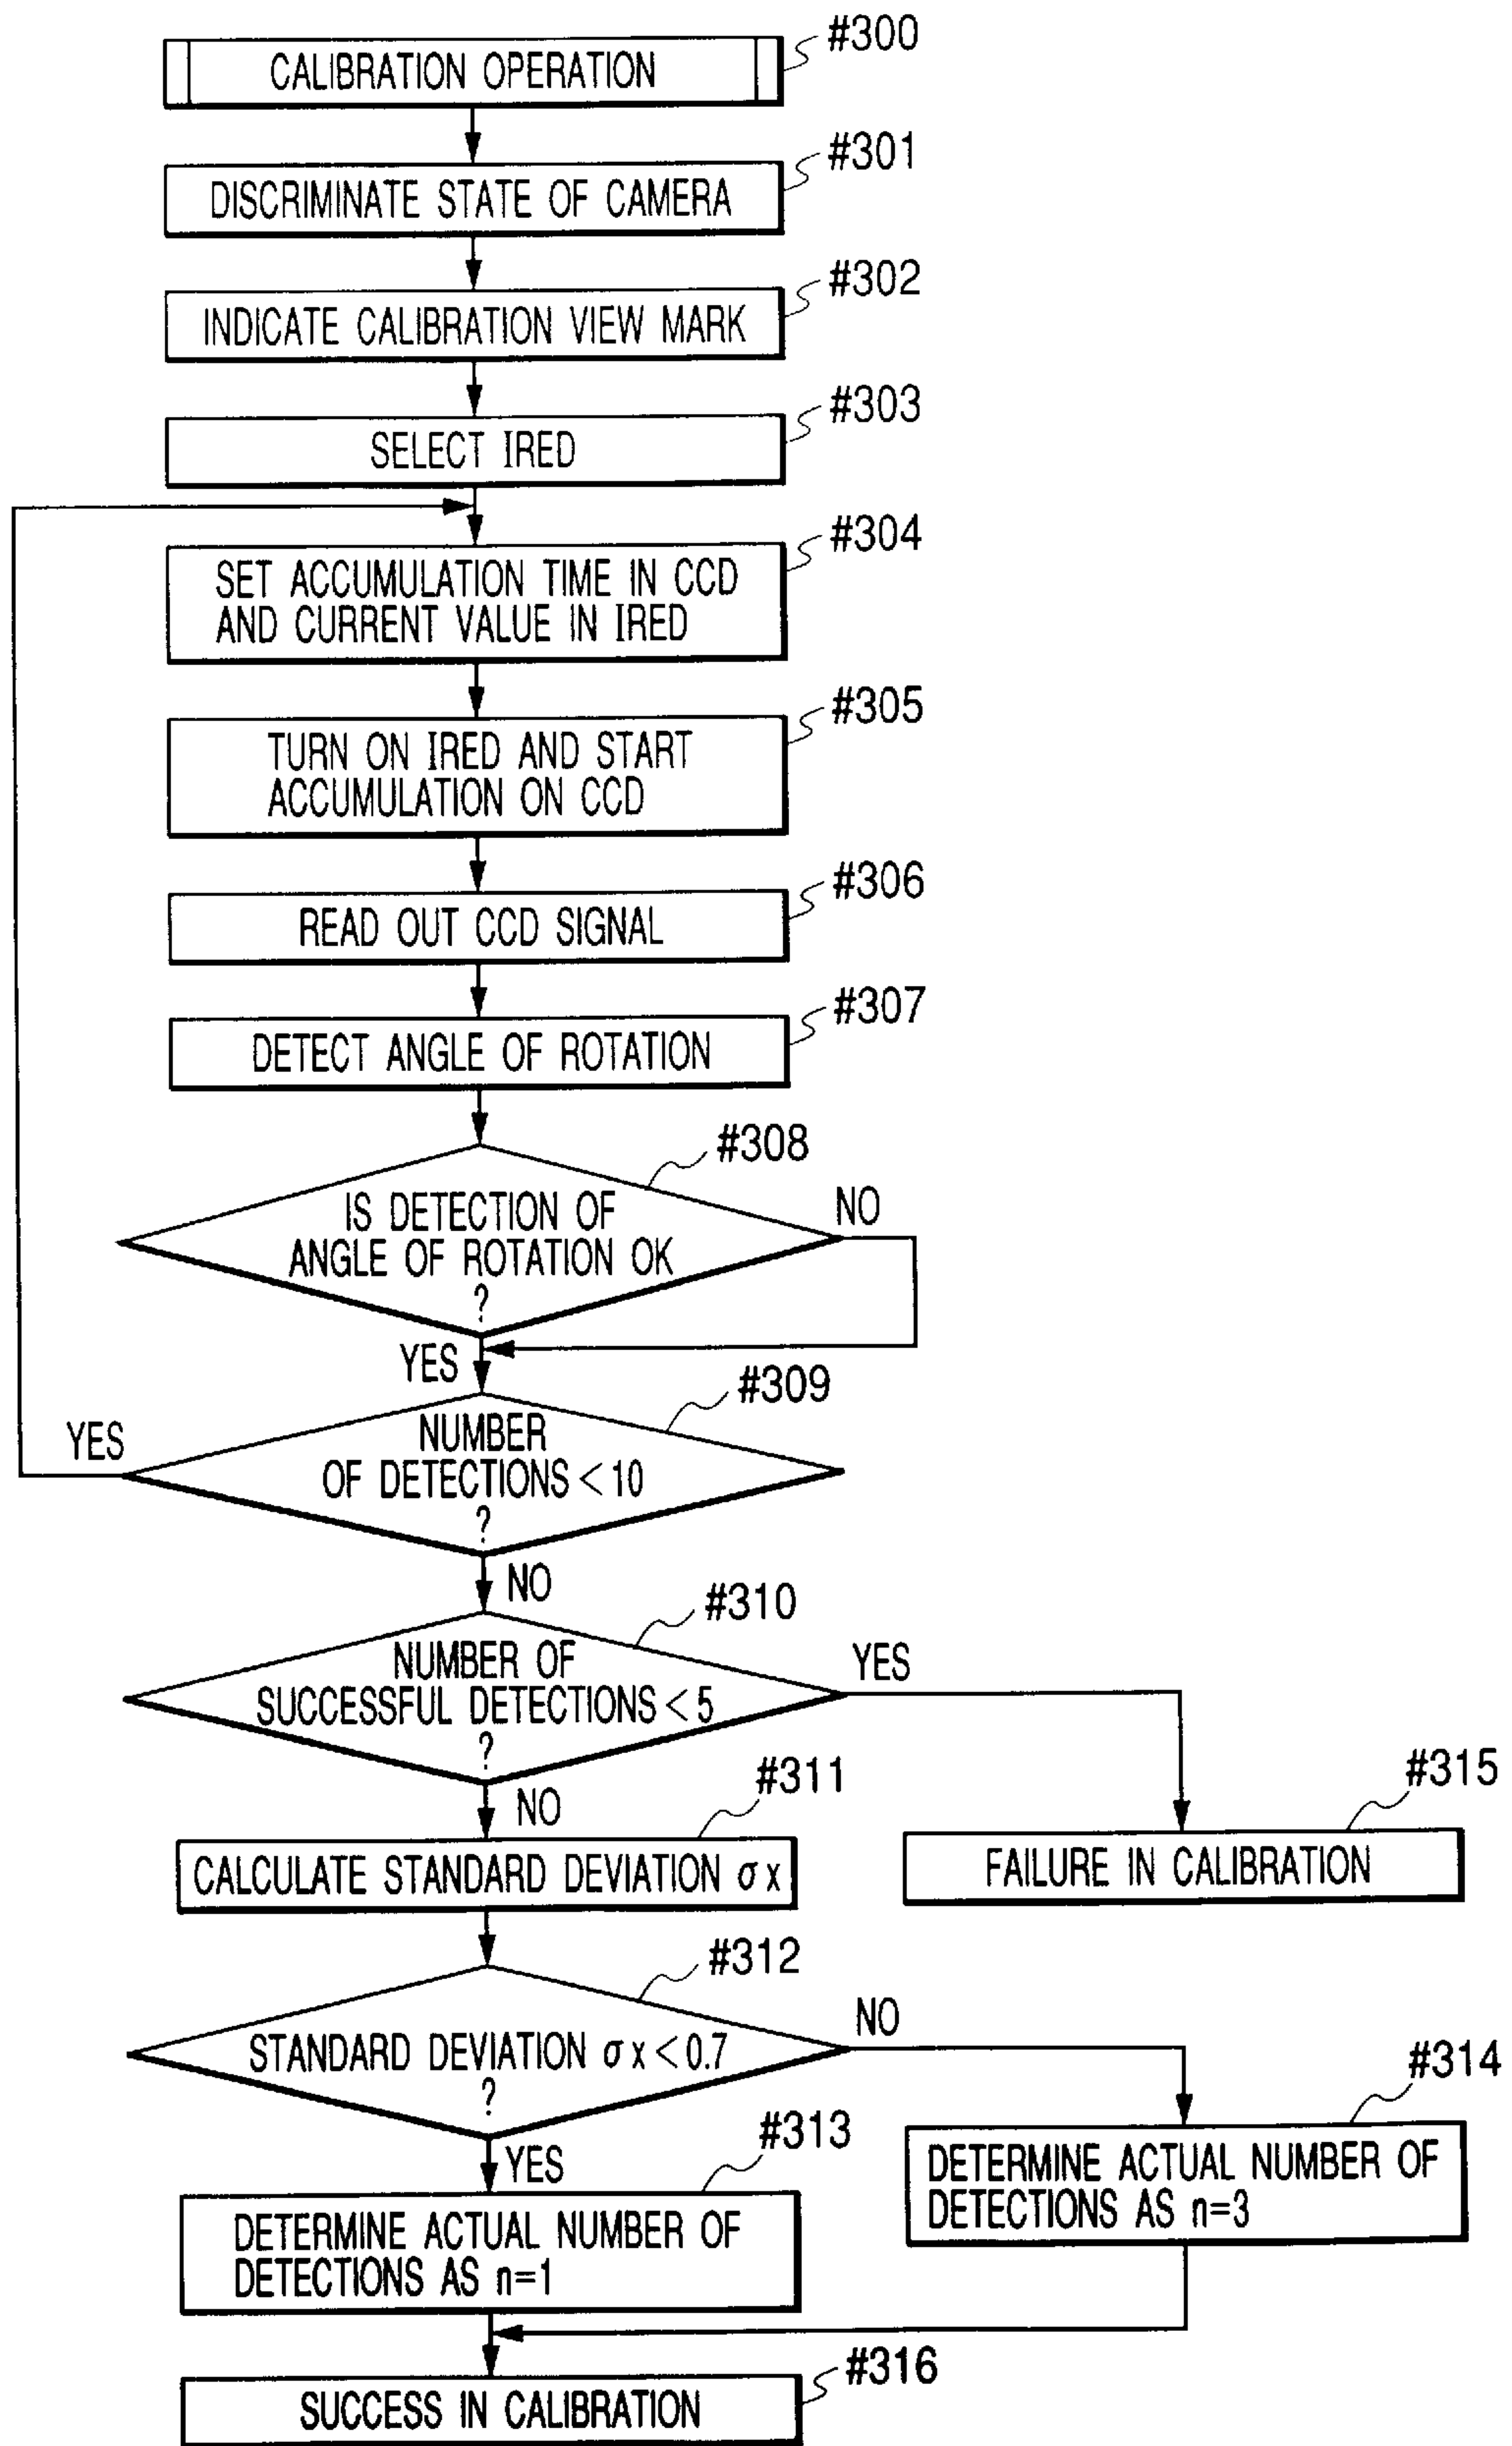 #300
CALIBRATION OPERATION
#301
DISCRIMINATE STATE OF CAMERA
#302
INDICATE CALIBRATION VIEW MARK
#303
SELECT IRED
#304
SET ACCUMULATION TIME IN CCD
AND CURRENT VALUE IN IRED
#305
TURN ON IRED AND START
ACCUMULATION ON CCD
#306
READ OUT CCD SIGNAL
#307
DETECT ANGLE OF ROTATION
#308
IS DETECTION OF
ANGLE OF ROTATION OK
?
NO
YES
#309
NUMBER
OF DETECTIONS < 10
?
YES
NO
#310
NUMBER OF
SUCCESSFUL DETECTIONS < 5
?
YES
NO
#311
CALCULATE STANDARD DEVIATION σ x
#315
FAILURE IN CALIBRATION
#312
STANDARD DEVIATION σ x < 0.7
?
NO
YES
#314
DETERMINE ACTUAL NUMBER OF
DETECTIONS AS n=3
#313
DETERMINE ACTUAL NUMBER OF
DETECTIONS AS n=1
#316
SUCCESS IN CALIBRATION